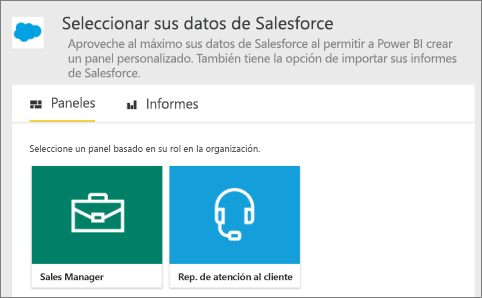 Seleccionar sus datos de Salesforce
Aproveche al máximo sus datos de Salesforce al permitir a Power BI crear
un panel personalizado. También tiene la opción de importar sus informes
de Salesforce.
Paneles
Informes
Seleccione un panel basado en su rol en la organización.
Sales Manager
Rep. de atención al cliente